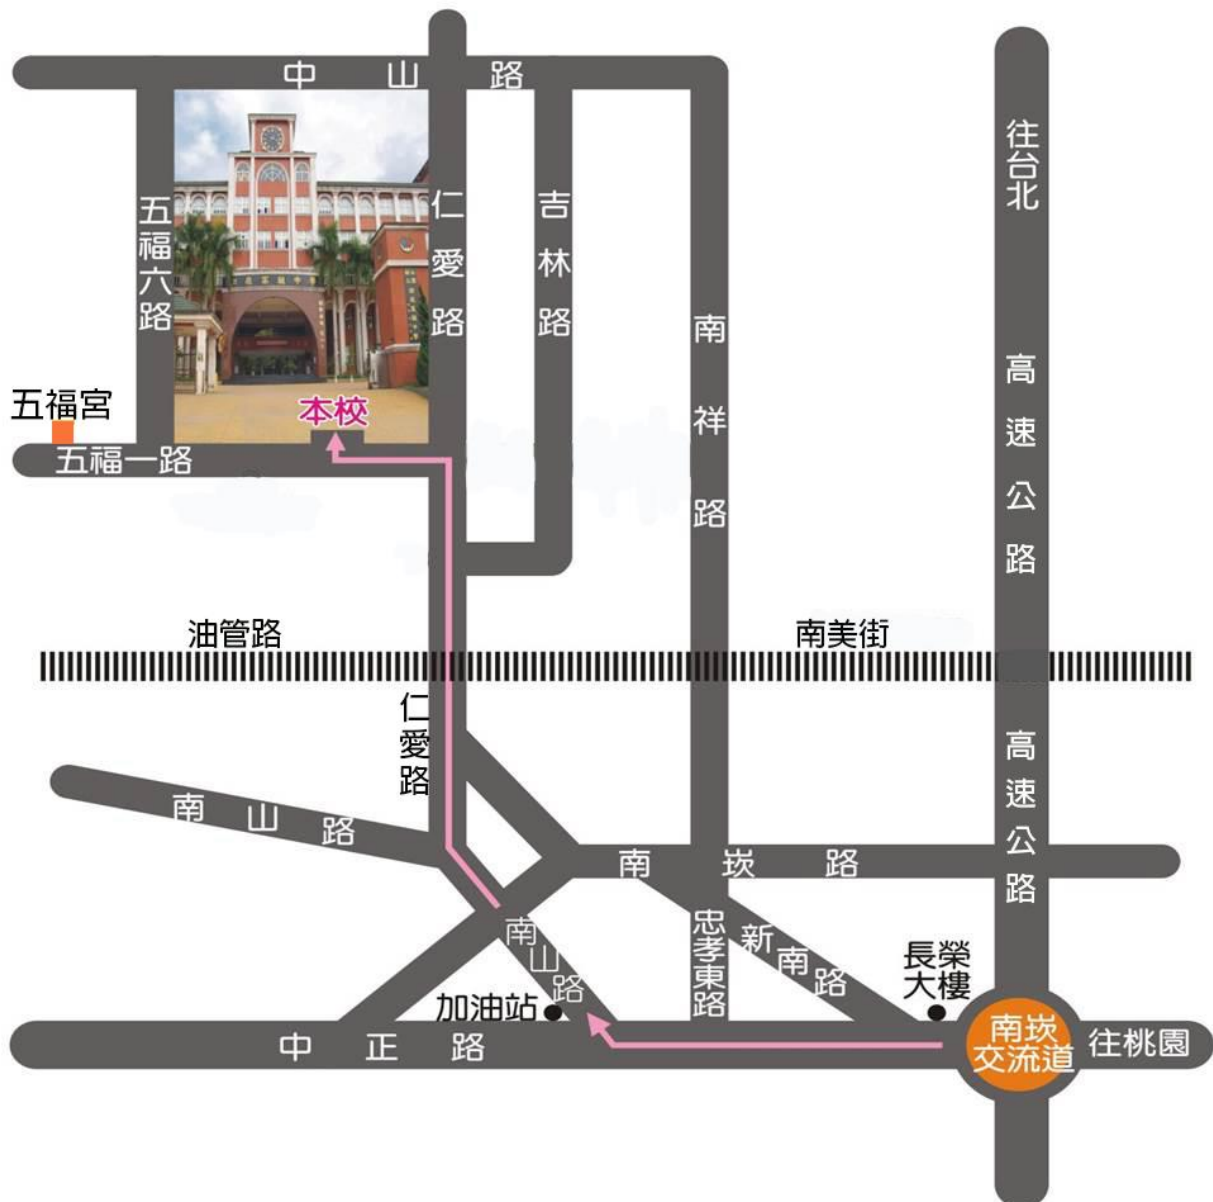 中山路
往台北
五福六路
仁愛路
吉林路
南祥路
高速公路
五福宮
本校
五福一路
油管路
南美街
仁愛路
高速公路
南山路
南崁路
南山路
忠孝東路
新南路
長榮
大樓
加油站
中正路
南崁
交流道
往桃園